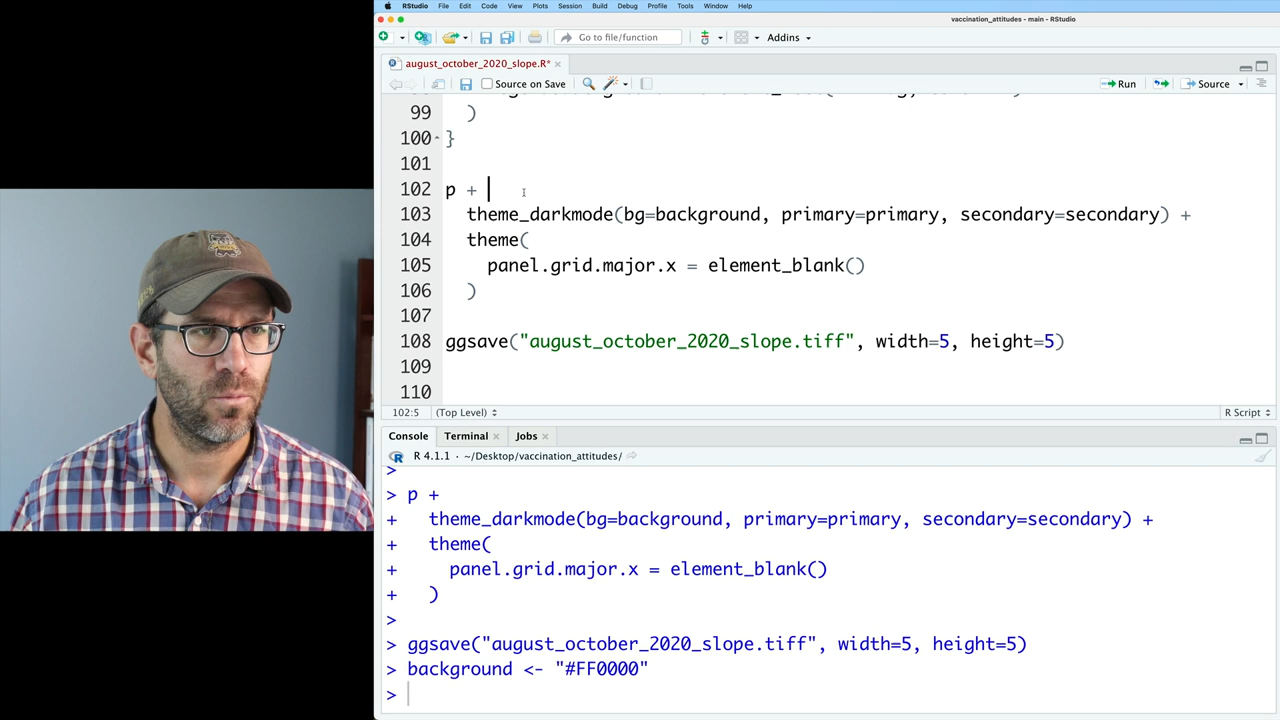 RStudio File Edit Code View Plots Session Build Debug Profile Tools Window Help
vaccination_attitudes - main - RStudio
Go to file/function Addins
august_october_2020_slope.R*
Source on Save Run Source
99 )
100 }
101
102 p +
103 theme_darkmode(bg=background, primary=primary, secondary=secondary) +
104 theme(
105 panel.grid.major.x = element_blank()
106 )
107
108 ggsave("august_october_2020_slope.tiff", width=5, height=5)
109
110
102:5 (Top Level) R Script
Console Terminal Jobs
R 4.1.1 · ~/Desktop/vaccination_attitudes/
>
> p +
+ theme_darkmode(bg=background, primary=primary, secondary=secondary) +
+ theme(
+ panel.grid.major.x = element_blank()
+ )
>
> ggsave("august_october_2020_slope.tiff", width=5, height=5)
> background <- "#FF0000"
>